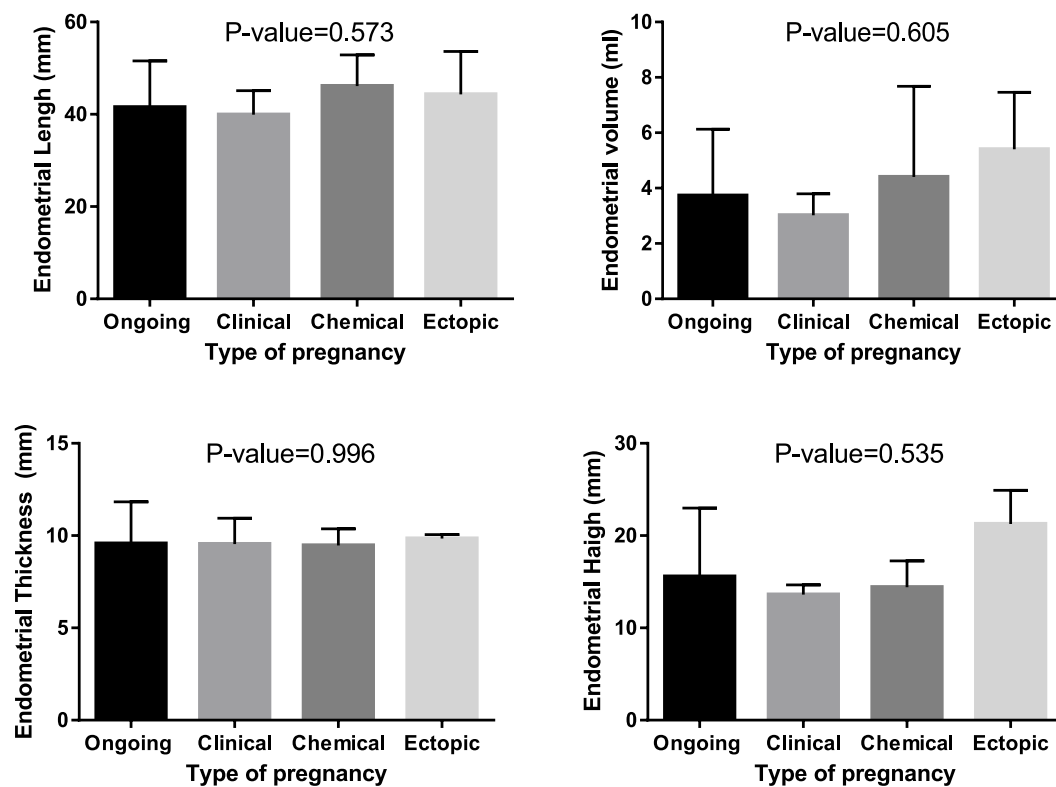 P-value=0.573
Endometrial Lengh (mm)
60
40
20
0
Ongoing Clinical Chemical Ectopic
Type of pregnancy
P-value=0.605
Endometrial volume (ml)
10
8
6
4
2
0
Ongoing Clinical Chemical Ectopic
Type of pregnancy
P-value=0.996
Endometrial Thickness (mm)
15
10
5
0
Ongoing Clinical Chemical Ectopic
Type of pregnancy
P-value=0.535
Endometrial Haigh (mm)
30
20
10
0
Ongoing Clinical Chemical Ectopic
Type of pregnancy